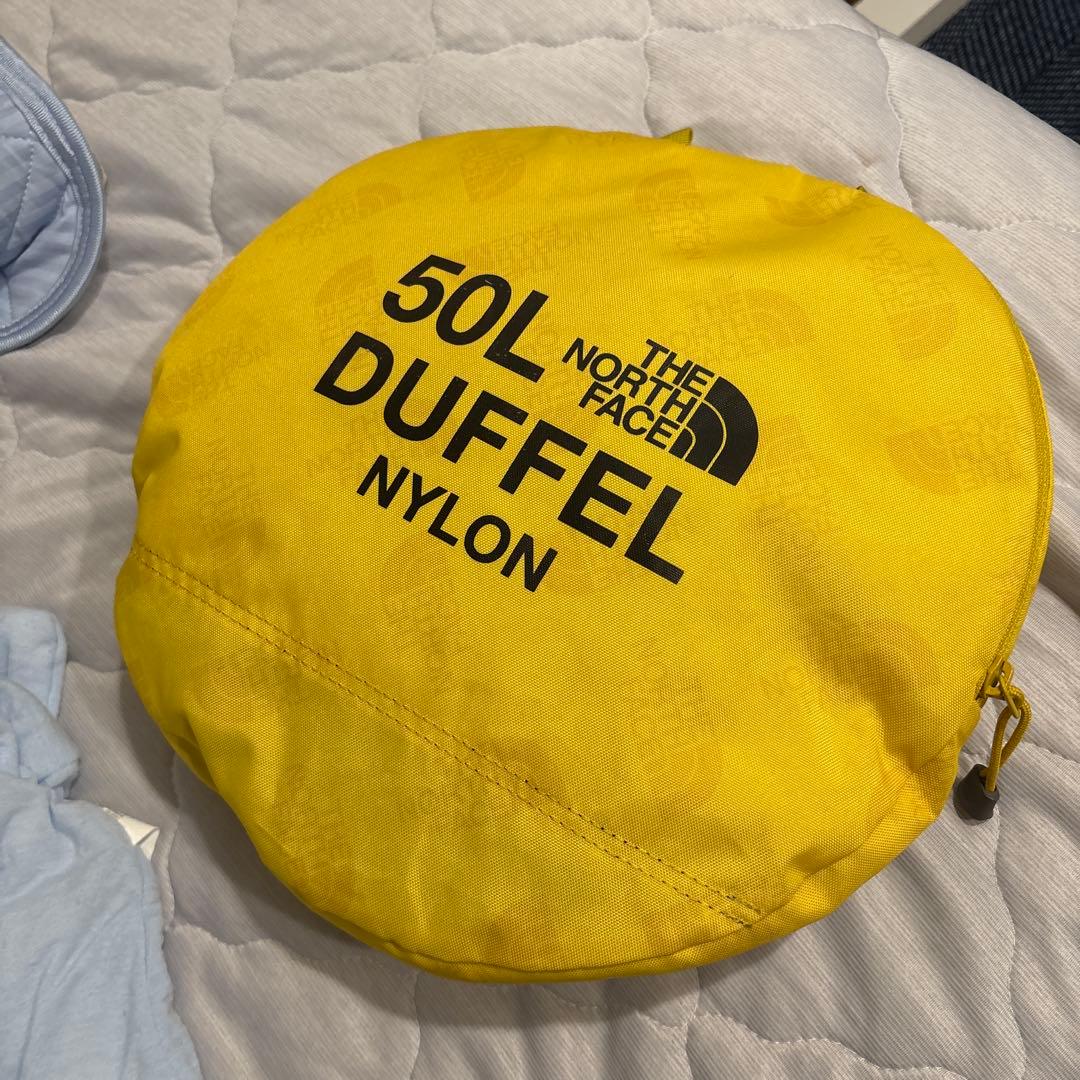 50L
DUFFEL
NYLON
THE
NORTH
FACE